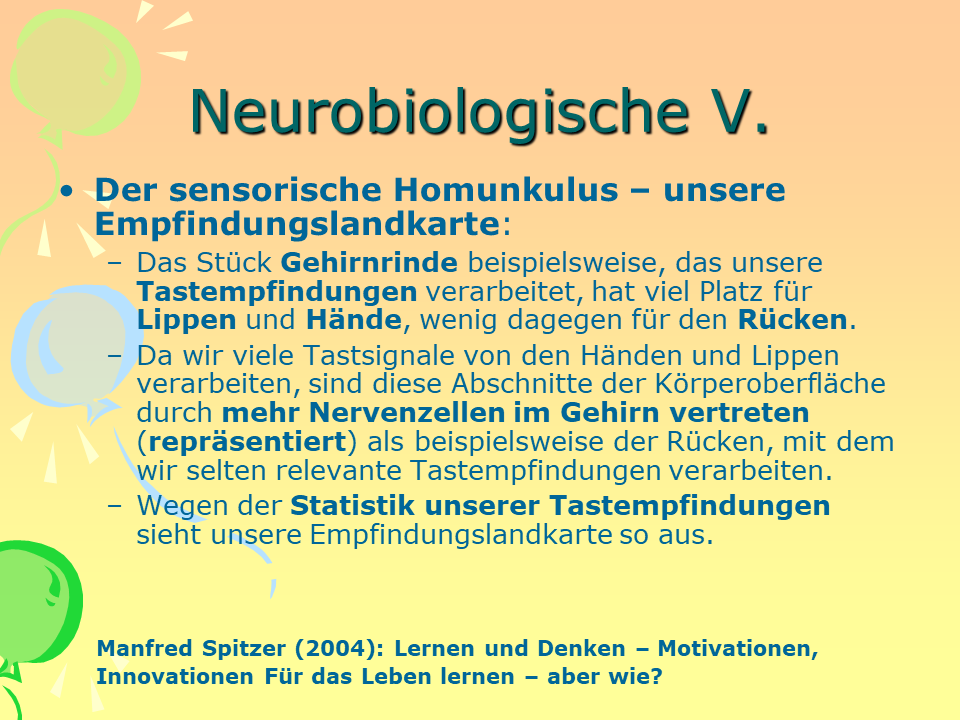 Neurobiologische V.
• Der sensorische Homunkulus – unsere
Empfindungslandkarte:
– Das Stück Gehirnrinde beispielsweise, das unsere
Tastempfindungen verarbeitet, hat viel Platz für
Lippen und Hände, wenig dagegen für den Rücken.
– Da wir viele Tastsignale von den Händen und Lippen
verarbeiten, sind diese Abschnitte der Körperoberfläche
durch mehr Nervenzellen im Gehirn vertreten
(repräsentiert) als beispielsweise der Rücken, mit dem
wir selten relevante Tastempfindungen verarbeiten.
– Wegen der Statistik unserer Tastempfindungen
sieht unsere Empfindungslandkarte so aus.
Manfred Spitzer (2004): Lernen und Denken – Motivationen,
Innovationen Für das Leben lernen – aber wie?